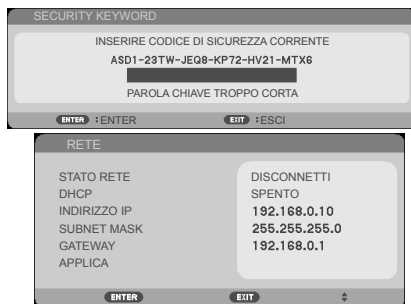 SECURITY KEYWORD
INSERIRE CODICE DI SICUREZZA CORRENTE
ASD1-23TW-JEQ8-KP72-HV21-MTX6
PAROLA CHIAVE TROPPO CORTA
ENTER :ENTER EXIT :ESCI
RETE
STATO RETE DISCONNETTI
DHCP SPENTO
INDIRIZZO IP 192.168.0.10
SUBNET MASK 255.255.255.0
GATEWAY 192.168.0.1
APPLICA
ENTER EXIT